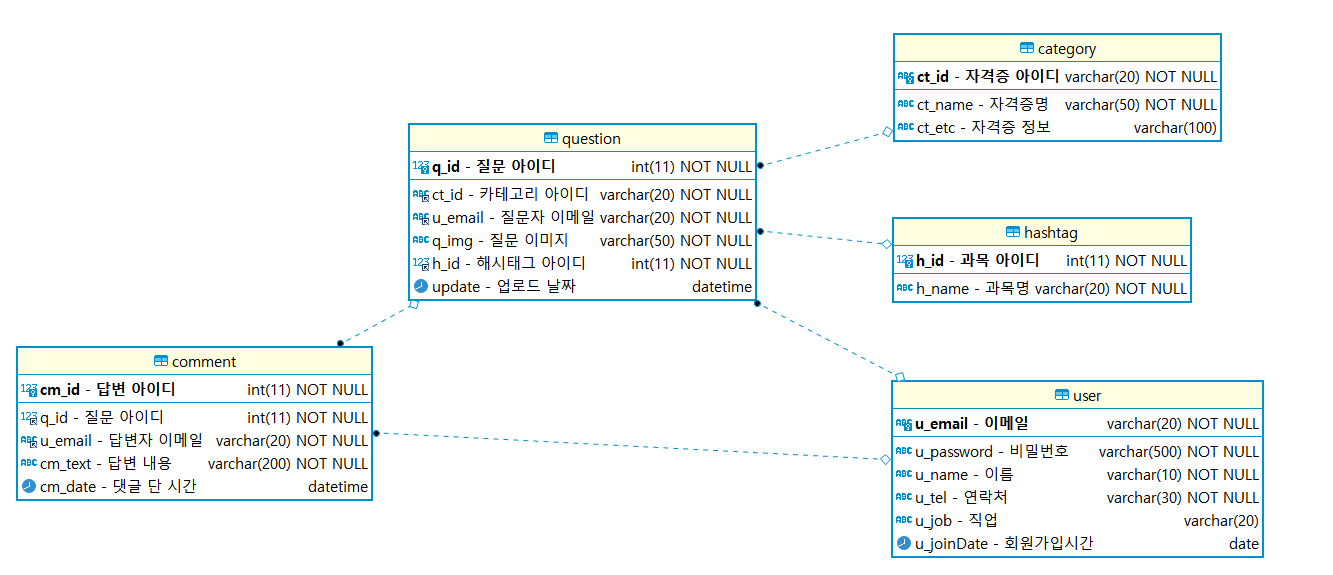 category
ct_id - 자격증 아이디 varchar(20) NOT NULL
ct_name - 자격증명 varchar(50) NOT NULL
ct_etc - 자격증 정보 varchar(100)
question
q_id - 질문 아이디 int(11) NOT NULL
ct_id - 카테고리 아이디 varchar(20) NOT NULL
u_email - 질문자 이메일 varchar(20) NOT NULL
q_img - 질문 이미지 varchar(50) NOT NULL
h_id - 해시태그 아이디 int(11) NOT NULL
update - 업로드 날짜 datetime
hashtag
h_id - 과목 아이디 int(11) NOT NULL
h_name - 과목명 varchar(20) NOT NULL
comment
cm_id - 답변 아이디 int(11) NOT NULL
q_id - 질문 아이디 int(11) NOT NULL
u_email - 답변자 이메일 varchar(20) NOT NULL
cm_text - 답변 내용 varchar(200) NOT NULL
cm_date - 댓글 단 시간 datetime
user
u_email - 이메일 varchar(20) NOT NULL
u_password - 비밀번호 varchar(500) NOT NULL
u_name - 이름 varchar(10) NOT NULL
u_tel - 연락처 varchar(30) NOT NULL
u_job - 직업 varchar(20)
u_joinDate - 회원가입시간 date